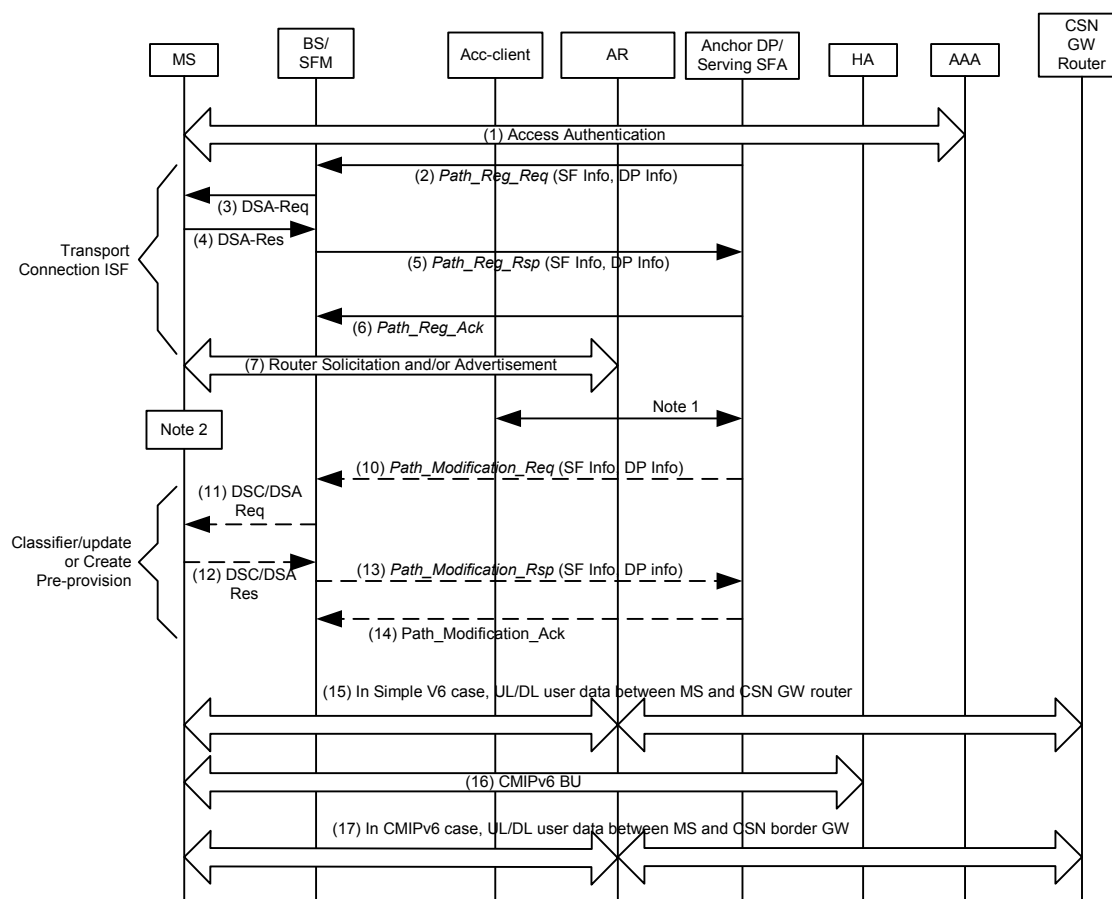 MS
BS/
SFM
Acc-client
AR
Anchor DP/
Serving SFA
HA
AAA
CSN
GW
Router
(1) Access Authentication
(2) Path_Reg_Req (SF Info, DP Info)
(3) DSA-Req
(4) DSA-Res
Transport
Connection ISF
(5) Path_Reg_Rsp (SF Info, DP Info)
(6) Path_Reg_Ack
(7) Router Solicitation and/or Advertisement
Note 1
Note 2
(10) Path_Modification_Req (SF Info, DP Info)
(11) DSC/DSA
Req
Classifier/update
or Create
Pre-provision
(12) DSC/DSA
Res
(13) Path_Modification_Rsp (SF Info, DP info)
(14) Path_Modification_Ack
(15) In Simple V6 case, UL/DL user data between MS and CSN GW router
(16) CMIPv6 BU
(17) In CMIPv6 case, UL/DL user data between MS and CSN border GW